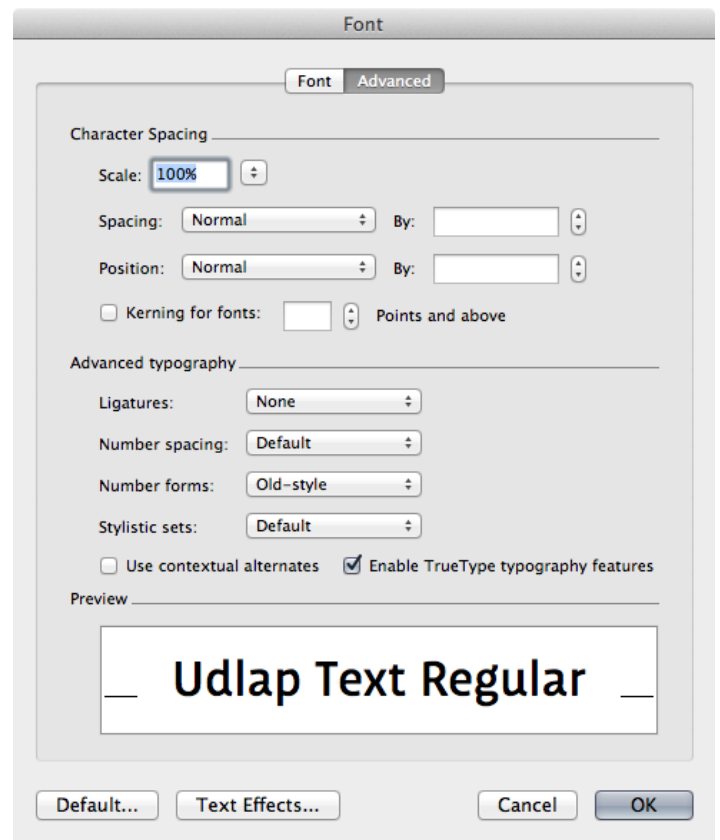 Font
Font Advanced
Character Spacing
Scale: 100%
Spacing: Normal By:
Position: Normal By:
Kerning for fonts: Points and above
Advanced typography
Ligatures: None
Number spacing: Default
Number forms: Old-style
Stylistic sets: Default
Use contextual alternates Enable TrueType typography features
Preview
Udlap Text Regular
Default... Text Effects... Cancel OK